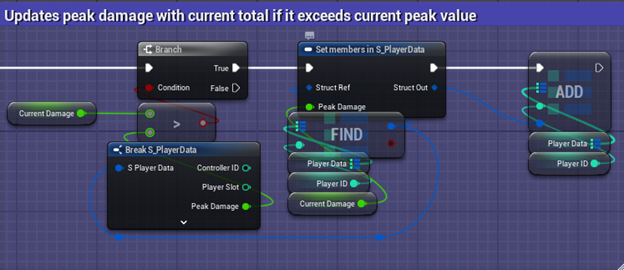 Updates peak damage with current total if it exceeds current peak value
Branch
True
Condition
False
Current Damage
>
Break S_PlayerData
S Player Data
Controller ID
Player Slot
Peak Damage
Set members in S_PlayerData
Struct Ref
Struct Out
Peak Damage
FIND
Player Data
Player ID
Current Damage
ADD
Player Data
Player ID